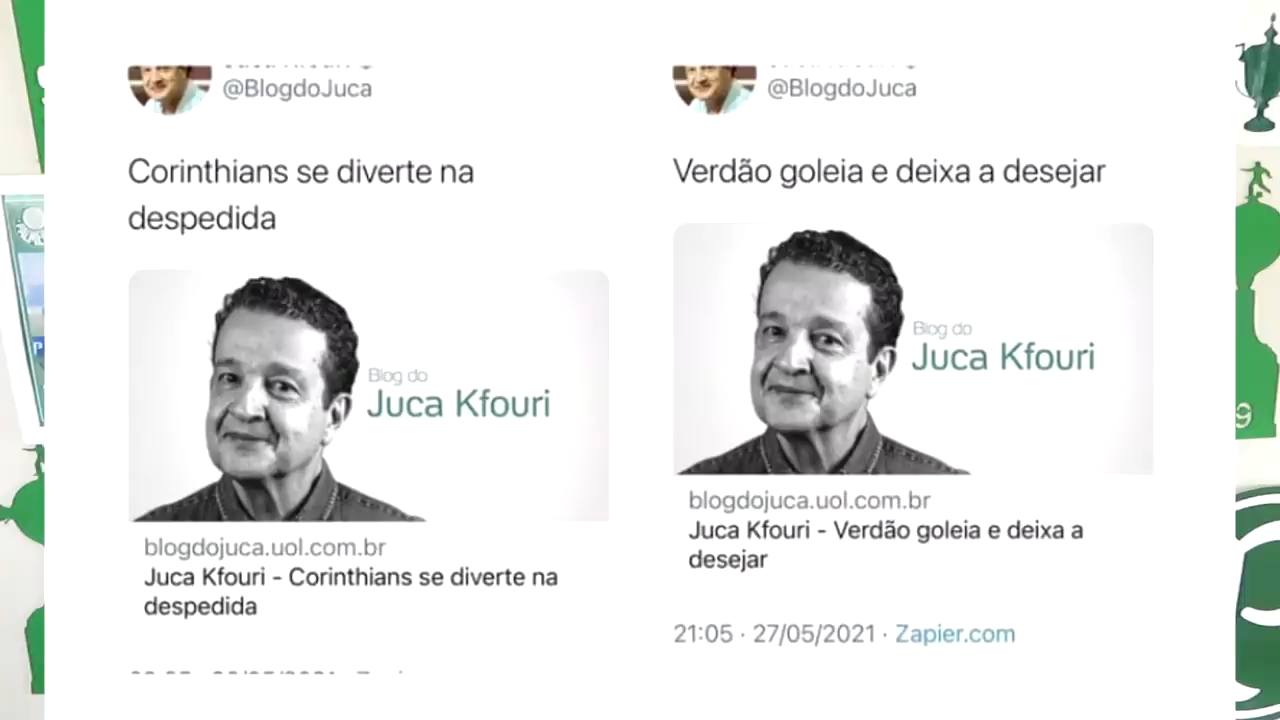 @BlogdoJuca
Corinthians se diverte na
despedida
Blog do
Juca Kfouri
blogdojuca.uol.com.br
Juca Kfouri - Corinthians se diverte na
despedida
@BlogdoJuca
Verdão goleia e deixa a desejar
Blog do
Juca Kfouri
blogdojuca.uol.com.br
Juca Kfouri - Verdão goleia e deixa a
desejar
21:05 · 27/05/2021 · Zapier.com